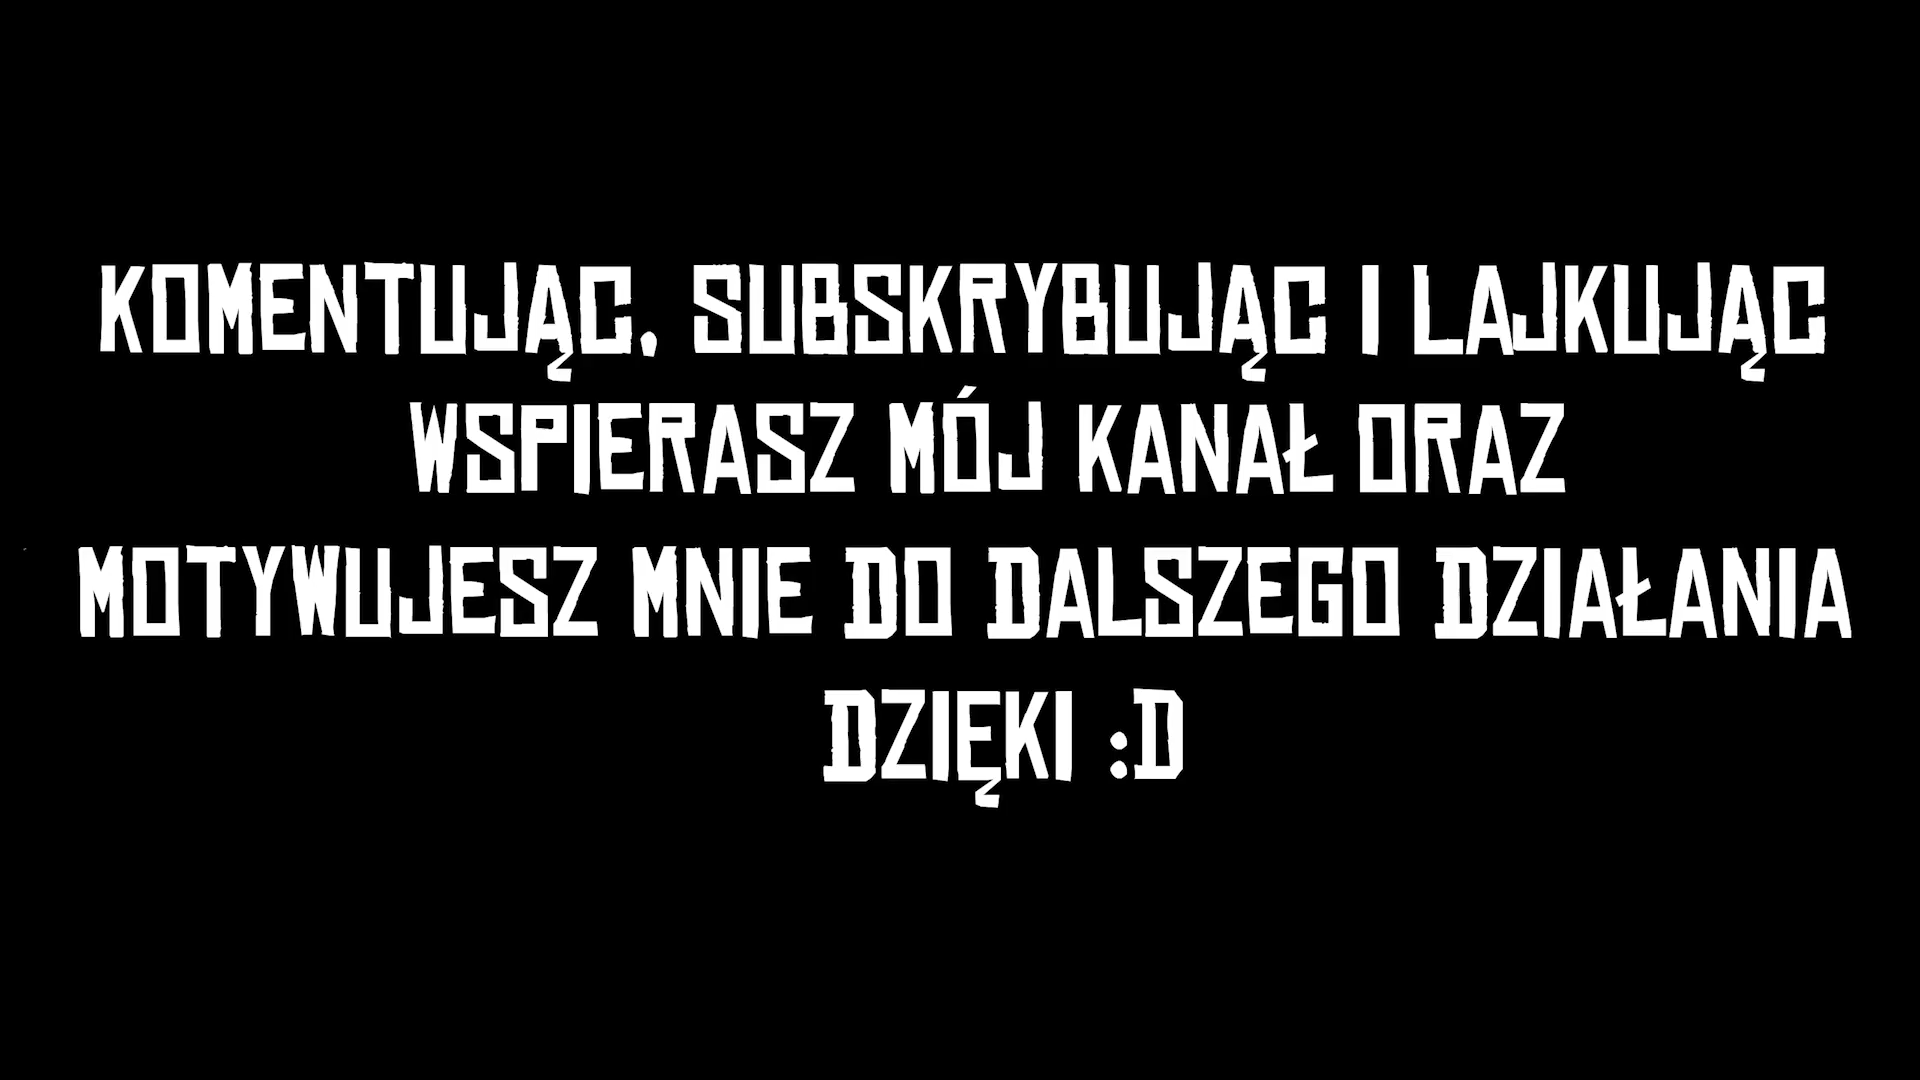 KOMENTUJĄC, SUBSKRYBUJĄC I LAJKUJĄC
WSPIERASZ MÓJ KANAŁ ORAZ
MOTYWUJESZ MNIE DO DALSZEGO DZIAŁANIA
DZIĘKI :D